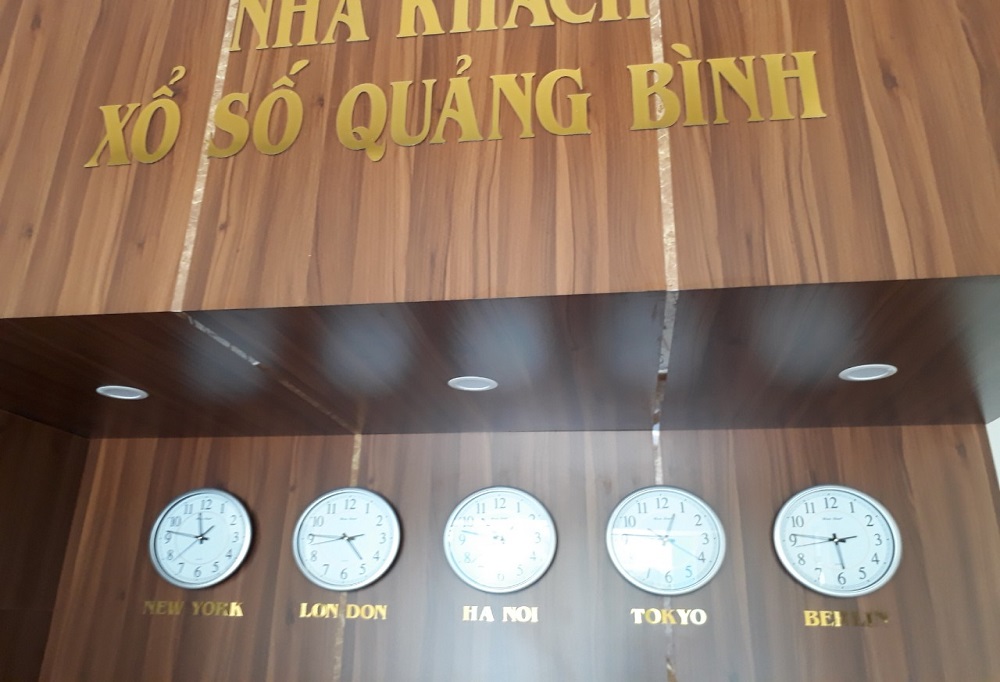 NHÀ KHÁCH
XỔ SỐ QUẢNG BÌNH
NEW YORK
LON DON
HA NOI
TOKYO
BERLIN